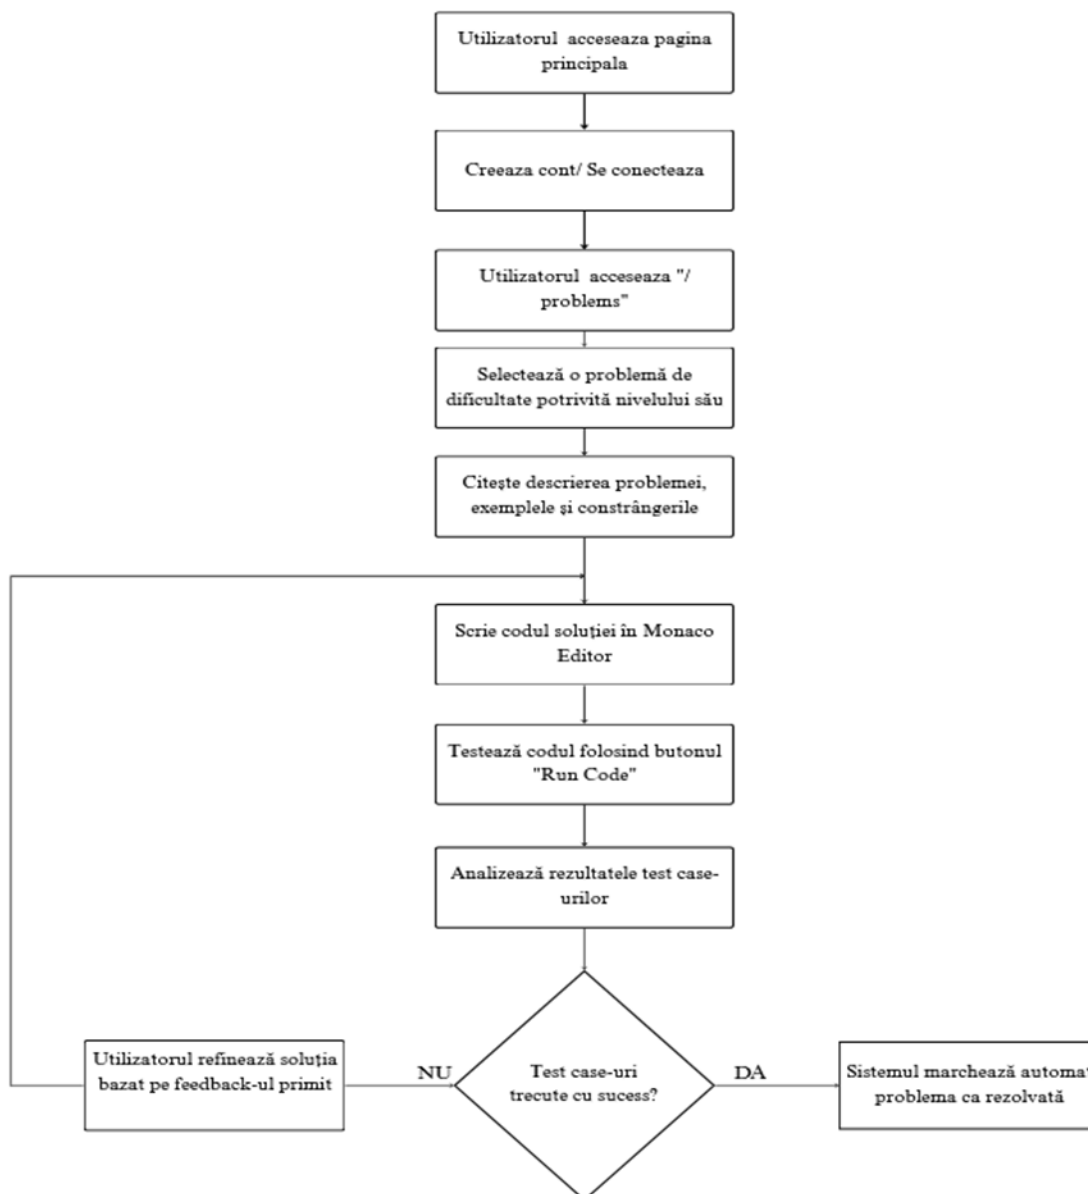 Utilizatorul acceseaza pagina
principala
Creeaza cont/ Se conecteaza
Utilizatorul acceseaza "/
problems"
Selectează o problemă de
dificultate potrivită nivelului său
Citește descrierea problemei,
exemplele și constrângerile
Scrie codul soluției în Monaco
Editor
Testează codul folosind butonul
"Run Code"
Analizează rezultatele test case-
urilor
Utilizatorul refinează soluția
bazat pe feedback-ul primit
NU
Test case-uri
trecute cu sucess?
DA
Sistemul marchează automat
problema ca rezolvată